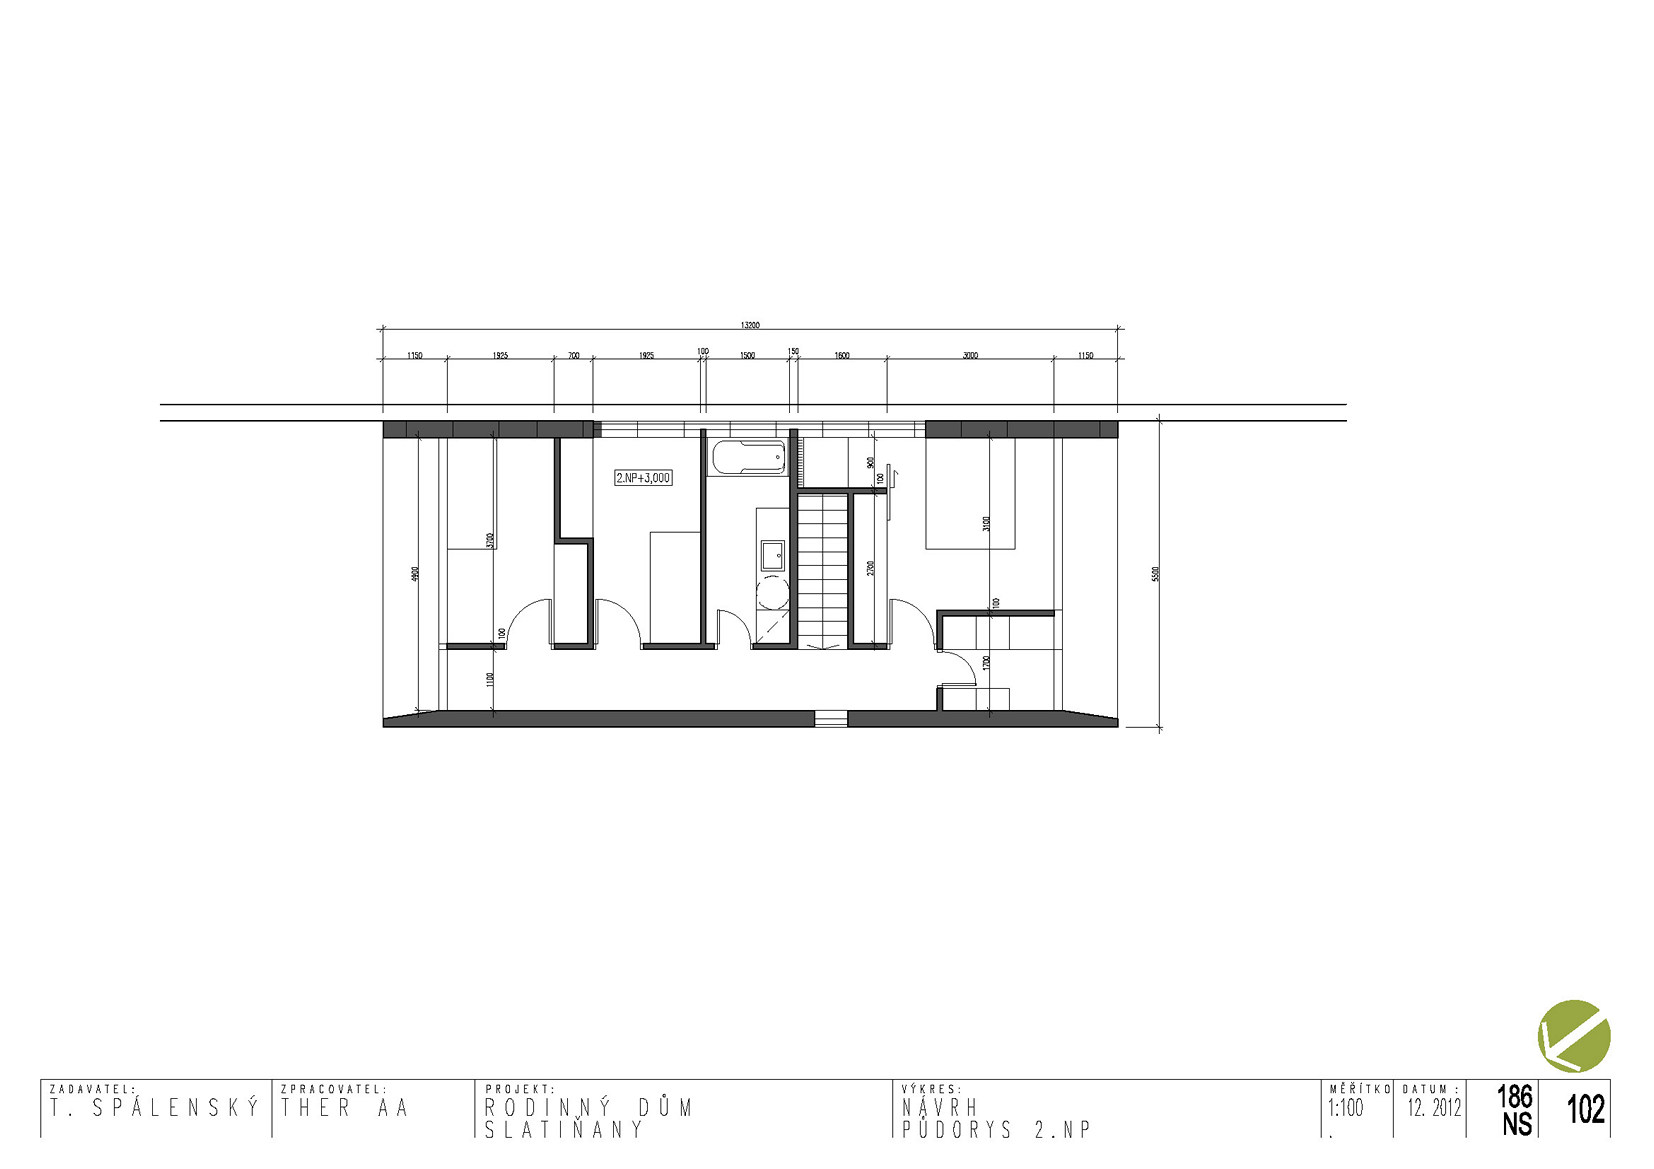 13200
1150 1925 700 1925 100 1500 150 1600 3000 1150
2.NP+3,000
900
100
3700
3100
4900
2700
5500
100
100
1100
1700
ZADAVATEL:
T. SPÁLENSKÝ
ZPRACOVATEL:
THER AA
PROJEKT:
RODINNÝ DŮM
SLATIŇANY
VÝKRES:
NÁVRH
PŮDORYS 2.NP
MĚŘÍTKO
1:100
.
DATUM :
12. 2012
186
NS
102